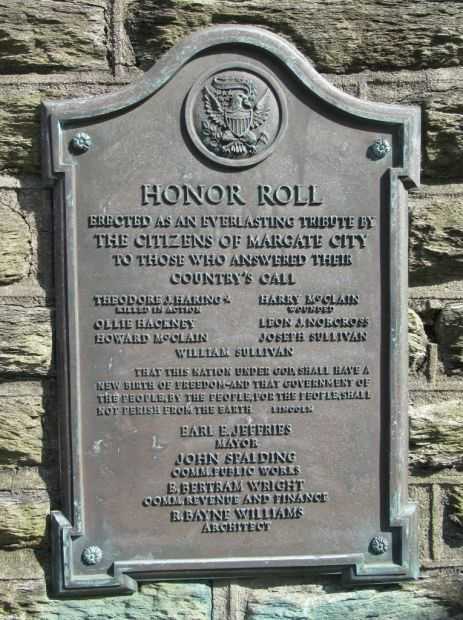 HONOR ROLL
ERECTED AS AN EVERLASTING TRIBUTE BY
THE CITIZENS OF MARGATE CITY
TO THOSE WHO ANSWERED THEIR
COUNTRY'S CALL
THEODORE J. HARING HARRY McCLAIN
KILLED IN ACTION WOUNDED
OLLIE HACKNEY LEON J. NORCROSS
HOWARD McCLAIN JOSEPH SULLIVAN
WILLIAM SULLIVAN
THAT THIS NATION UNDER GOD, SHALL HAVE A
NEW BIRTH OF FREEDOM-AND THAT GOVERNMENT OF
THE PEOPLE, BY THE PEOPLE, FOR THE PEOPLE, SHALL
NOT PERISH FROM THE EARTH LINCOLN
EARL E. JEFFRIES
MAYOR
JOHN SPALDING
COMM. PUBLIC WORKS
E. BERTRAM WRIGHT
COMM. REVENUE AND FINANCE
R. BAYNE WILLIAMS
ARCHITECT